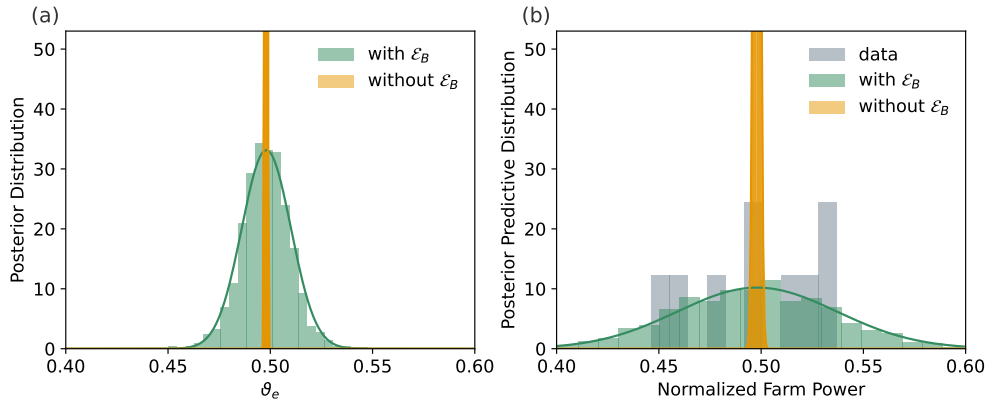 (a)
Posterior Distribution
50
40
30
20
10
0
0.40
0.45
0.50
0.55
0.60
ϑₑ
with ℰ_B
without ℰ_B
(b)
Posterior Predictive Distribution
50
40
30
20
10
0
0.40
0.45
0.50
0.55
0.60
Normalized Farm Power
data
with ℰ_B
without ℰ_B